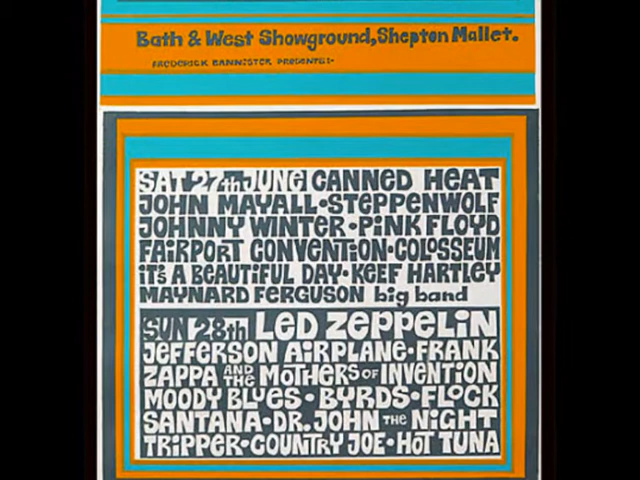 Bath & West Showground, Shepton Mallet.
FREDERICK BANNISTER PRESENTS:-
SAT 27th JUNE CANNED HEAT
JOHN MAYALL • STEPPENWOLF
JOHNNY WINTER • PINK FLOYD
FAIRPORT CONVENTION • COLOSSEUM
IT'S A BEAUTIFUL DAY • KEEF HARTLEY
MAYNARD FERGUSON big band
SUN 28th LED ZEPPELIN
JEFFERSON AIRPLANE • FRANK
ZAPPA AND THE MOTHERS OF INVENTION
MOODY BLUES • BYRDS • FLOCK
SANTANA • DR. JOHN THE NIGHT
TRIPPER • COUNTRY JOE • HOT TUNA